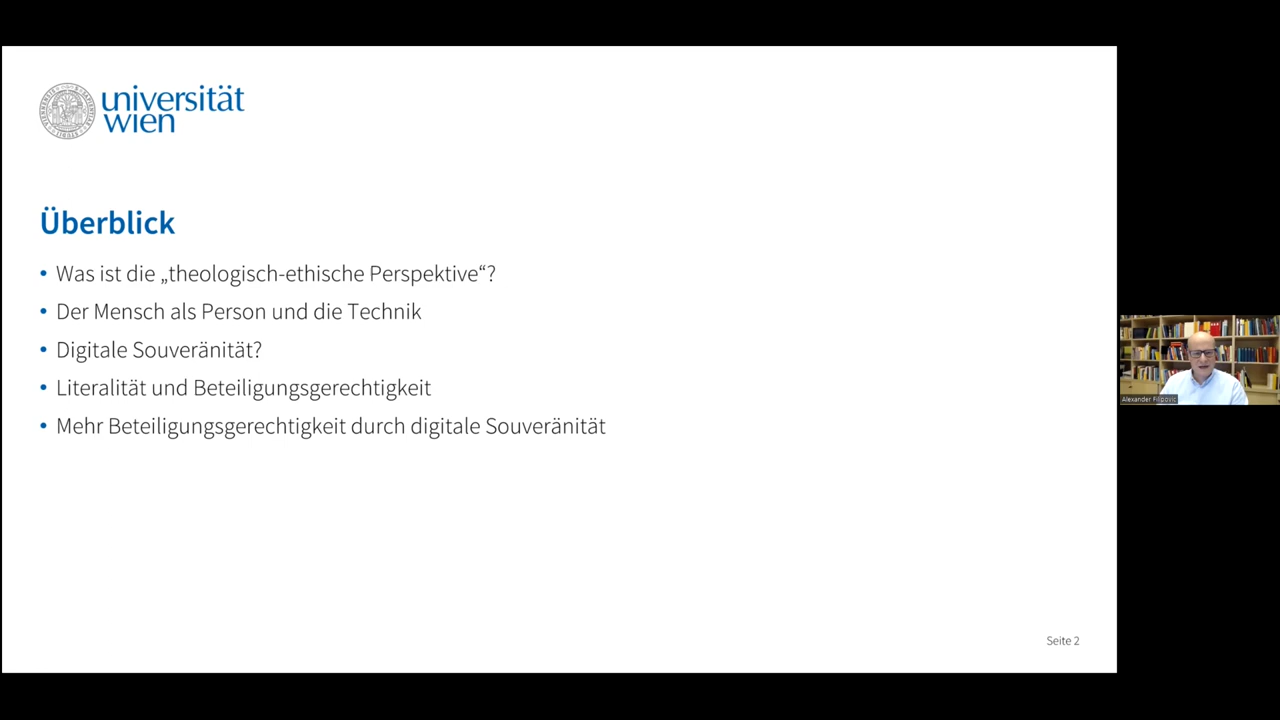 universität
wien
Überblick
• Was ist die „theologisch-ethische Perspektive“?
• Der Mensch als Person und die Technik
• Digitale Souveränität?
• Literalität und Beteiligungsgerechtigkeit
• Mehr Beteiligungsgerechtigkeit durch digitale Souveränität
Alexander Filipovic
Seite 2